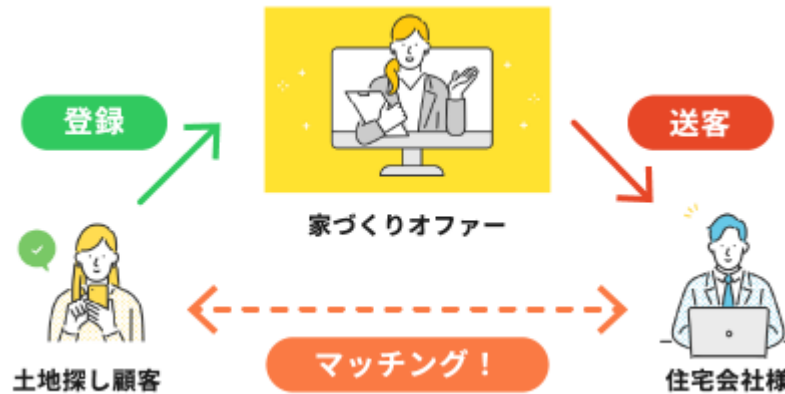 登録
送客
家づくりオファー
マッチング！
土地探し顧客
住宅会社様